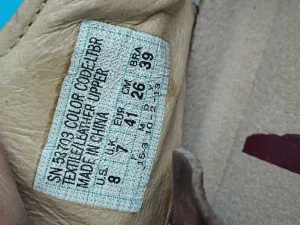 SN 53703 COLOR CODE:LTBR
TEXTILE/LEATHER UPPER
MADE IN CHINA
U.S. U.K. EUR CM BRA
8 7 41 26 39